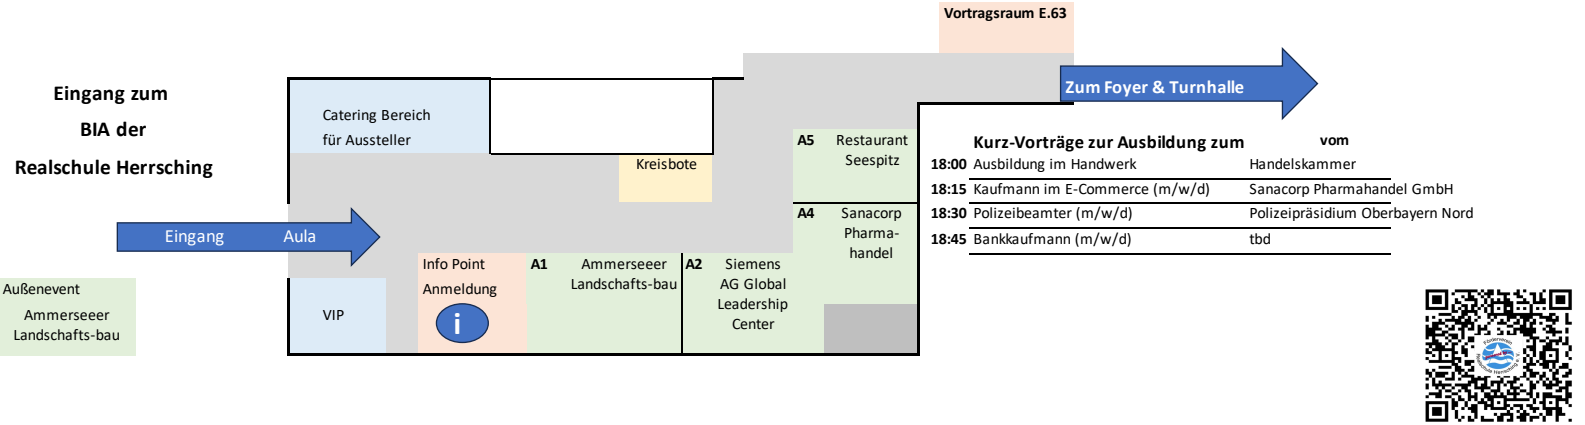 Vortragsraum E.63
Zum Foyer & Turnhalle
Eingang zum
BIA der
Realschule Herrsching
Catering Bereich
für Aussteller
Kreisbote
A5 Restaurant
Seespitz
A4 Sanacorp
Pharma-
handel
Eingang Aula
Info Point
Anmeldung
i
A1 Ammerseeer
Landschafts-bau
A2 Siemens
AG Global
Leadership
Center
VIP
Außenevent
Ammerseeer
Landschafts-bau
Kurz-Vorträge zur Ausbildung zum vom
18:00 Ausbildung im Handwerk Handelskammer
18:15 Kaufmann im E-Commerce (m/w/d) Sanacorp Pharmahandel GmbH
18:30 Polizeibeamter (m/w/d) Polizeipräsidium Oberbayern Nord
18:45 Bankkaufmann (m/w/d) tbd
Förderverein
Realschule Herrsching e.V.